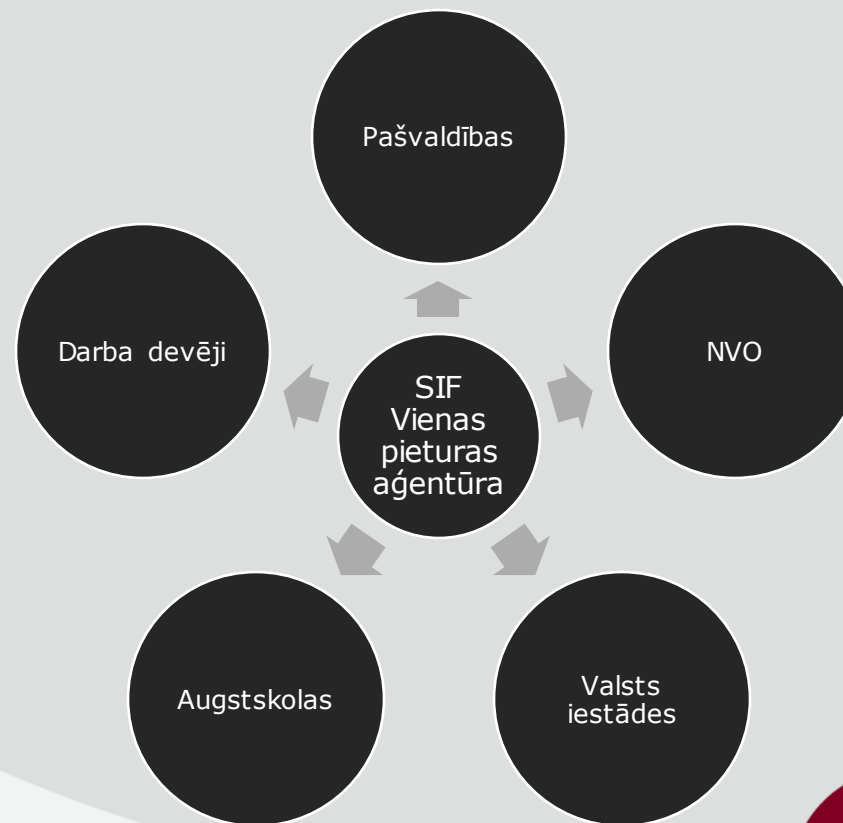 Pašvaldības
Darba devēji
NVO
SIF
Vienas
pieturas
aģentūra
Augstskolas
Valsts
iestādes